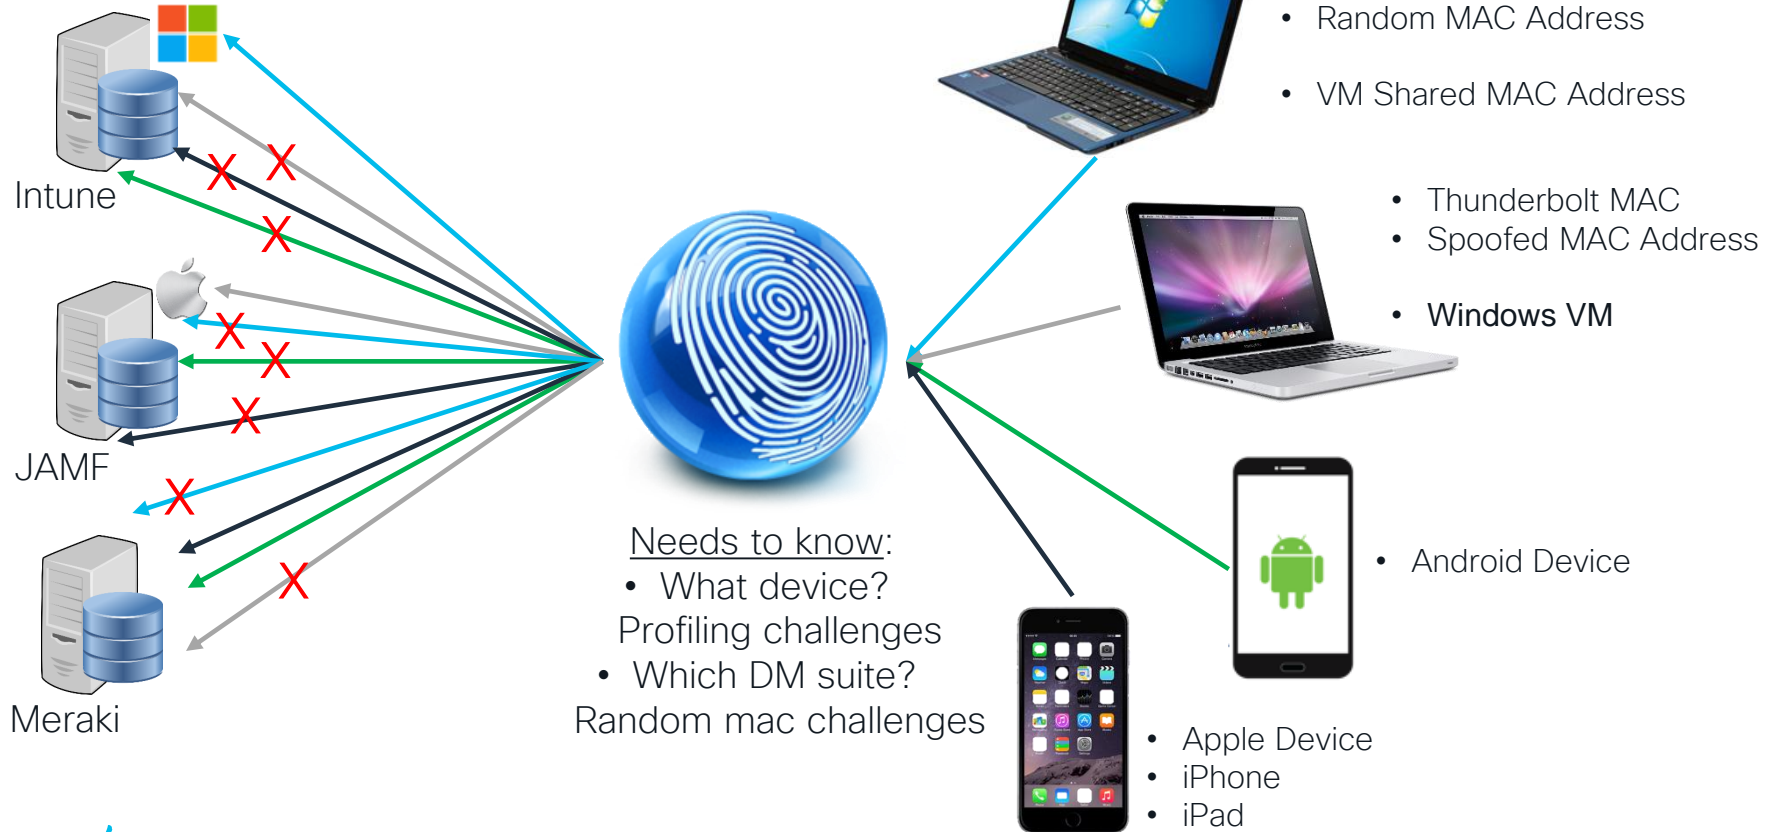 • Random MAC Address
• VM Shared MAC Address
Intune
• Thunderbolt MAC
• Spoofed MAC Address
• Windows VM
JAMF
Needs to know:
• What device?
Profiling challenges
• Which DM suite?
Random mac challenges
• Android Device
Meraki
• Apple Device
• iPhone
• iPad